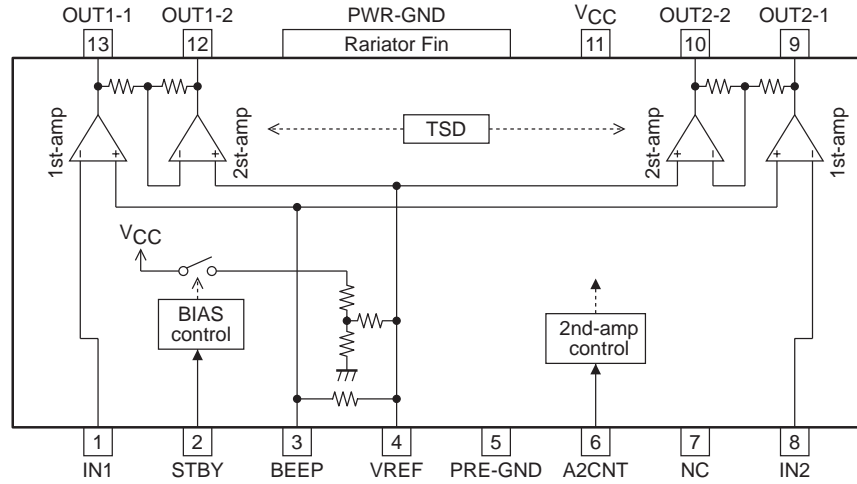 OUT1-1 OUT1-2 PWR-GND VCC OUT2-2 OUT2-1
13 12 Rariator Fin 11 10 9
1st-amp 2st-amp TSD 2st-amp 1st-amp
VCC
BIAS
control
2nd-amp
control
1 2 3 4 5 6 7 8
IN1 STBY BEEP VREF PRE-GND A2CNT NC IN2